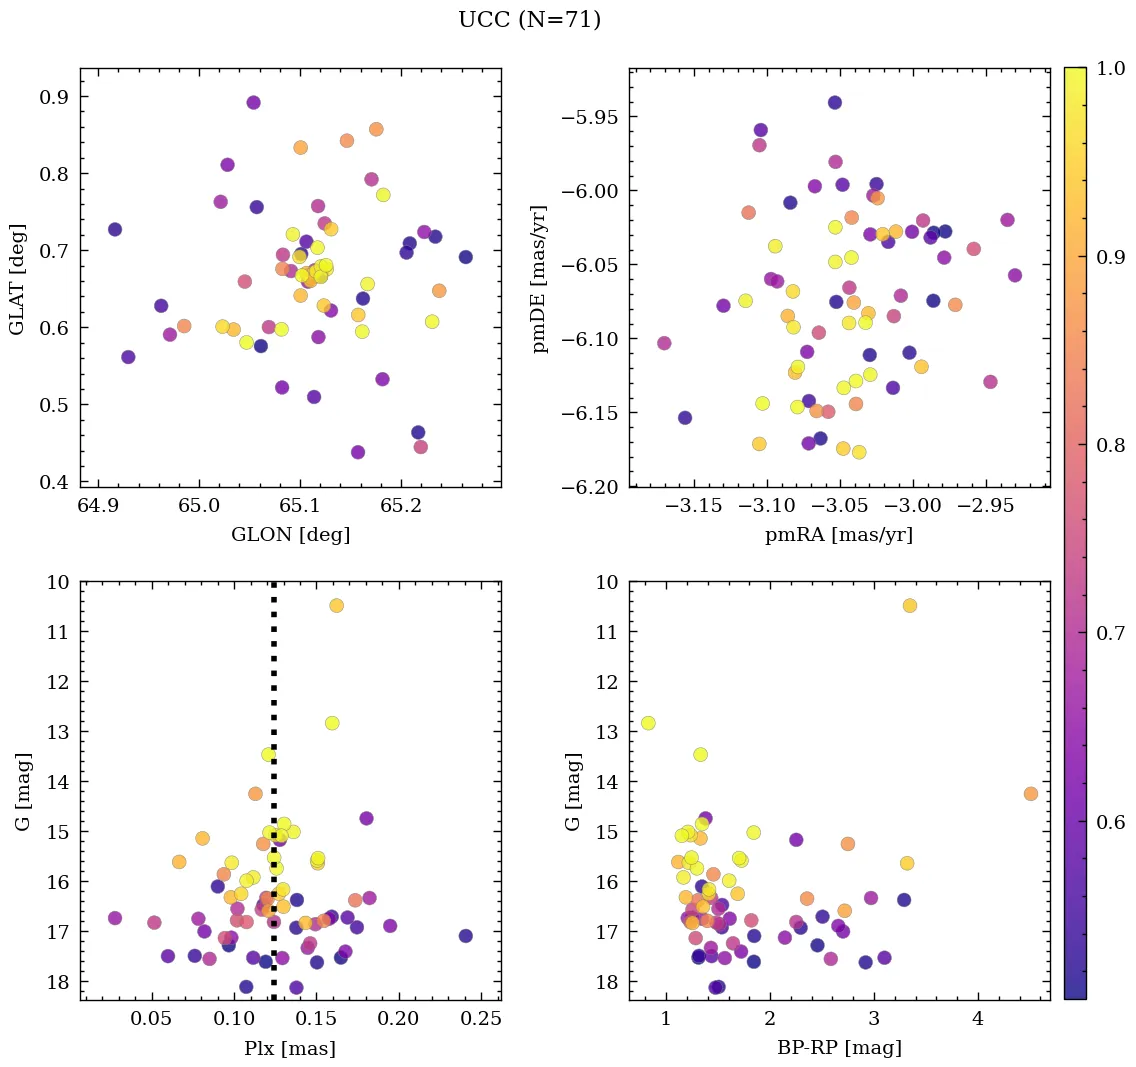 UCC (N=71)
0.9
0.8
0.7
0.6
0.5
0.4
GLAT [deg]
64.9 65.0 65.1 65.2
GLON [deg]
−5.95
−6.00
−6.05
−6.10
−6.15
−6.20
pmDE [mas/yr]
−3.15 −3.10 −3.05 −3.00 −2.95
pmRA [mas/yr]
1.0
0.9
0.8
0.7
0.6
10
11
12
13
14
15
16
17
18
G [mag]
0.05 0.10 0.15 0.20 0.25
Plx [mas]
10
11
12
13
14
15
16
17
18
G [mag]
1 2 3 4
BP-RP [mag]